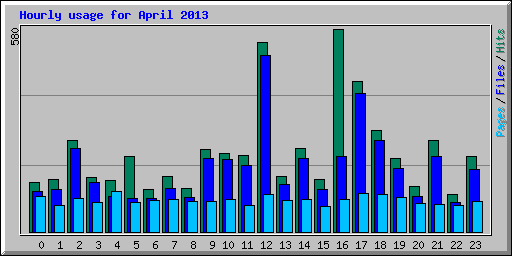 Hourly usage for April 2013
580
Pages / Files / Hits
0 1 2 3 4 5 6 7 8 9 10 11 12 13 14 15 16 17 18 19 20 21 22 23